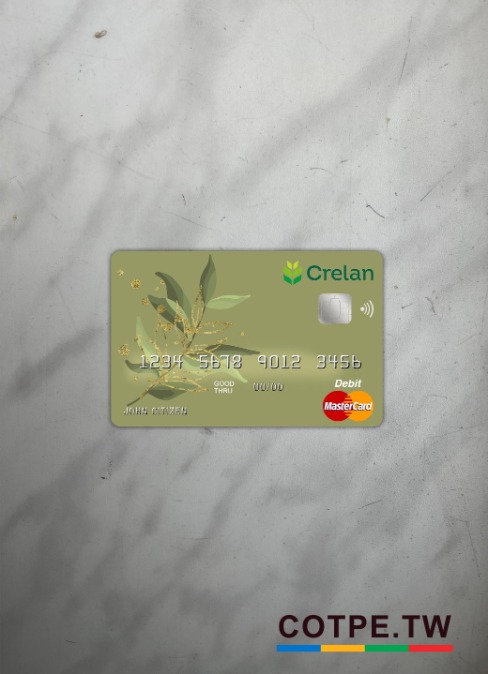 Crelan
1234 5678 9012 3456
GOOD
THRU
00/00
Debit
JOHN CITIZEN
MasterCard
COTPE.TW